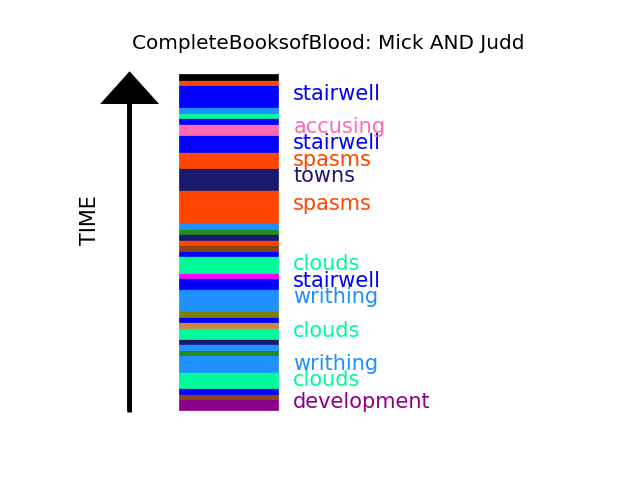 CompleteBooksofBlood: Mick AND Judd
stairwell
accusing
stairwell
spasms
towns
spasms
TIME
clouds
stairwell
writhing
clouds
writhing
clouds
development